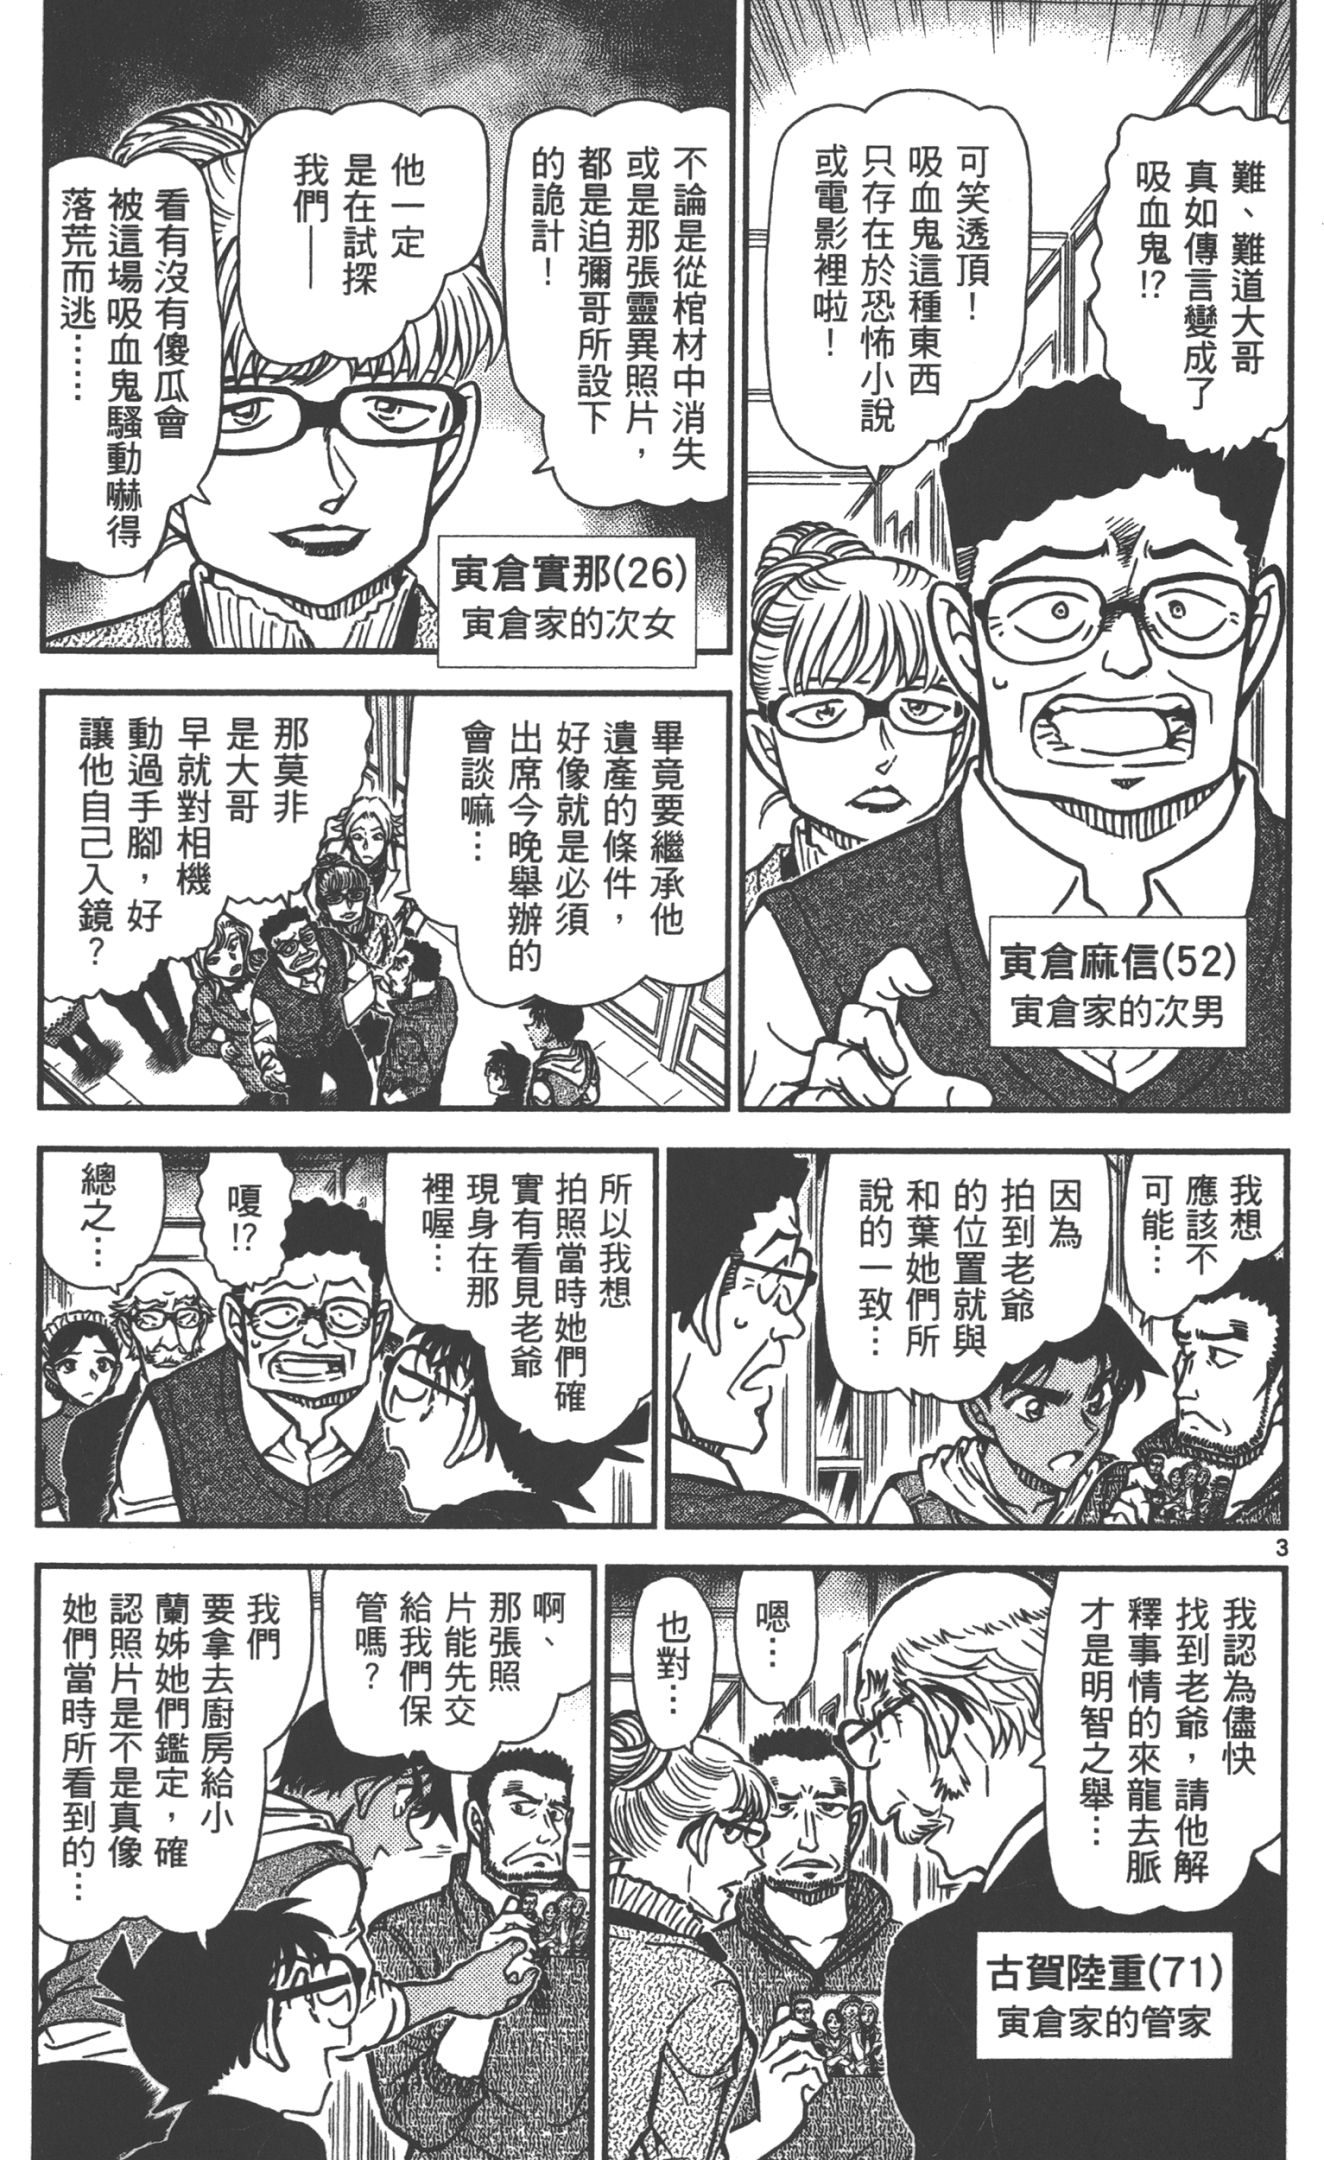 難、難道大哥
真如傳言變成了
吸血鬼!?
可笑透頂！
吸血鬼這種東西
只存在於恐怖小說
或電影裡啦！
寅倉麻信(52)
寅倉家的次男
不論是從棺材中消失
或是那張靈異照片，
都是迫彌哥所設下
的詭計！
他一定
是在試探
我們——
看有沒有傻瓜會
被這場吸血鬼騷動嚇得
落荒而逃……
寅倉實那(26)
寅倉家的次女
畢竟要繼承他
遺產的條件，
好像就是必須
出席今晚舉辦的
會談嘛…
那莫非
是大哥
早就對相機
動過手腳，好
讓他自己入鏡？
我想
應該不
可能…
因為
拍到老爺
的位置就與
和葉她們所
說的一致…
所以我想
拍照當時她們確
實有看見老爺
現身在那
裡喔…
嗄!?
總之…
3
我認為儘快
找到老爺，請他解
釋事情的來龍去脈
才是明智之舉…
嗯…
也對…
古賀陸重(71)
寅倉家的管家
啊、
那張照
片能先交
給我們保
管嗎？
我們
要拿去廚房給小
蘭姊她們鑑定，確
認照片是不是真像
她們當時所看到的…